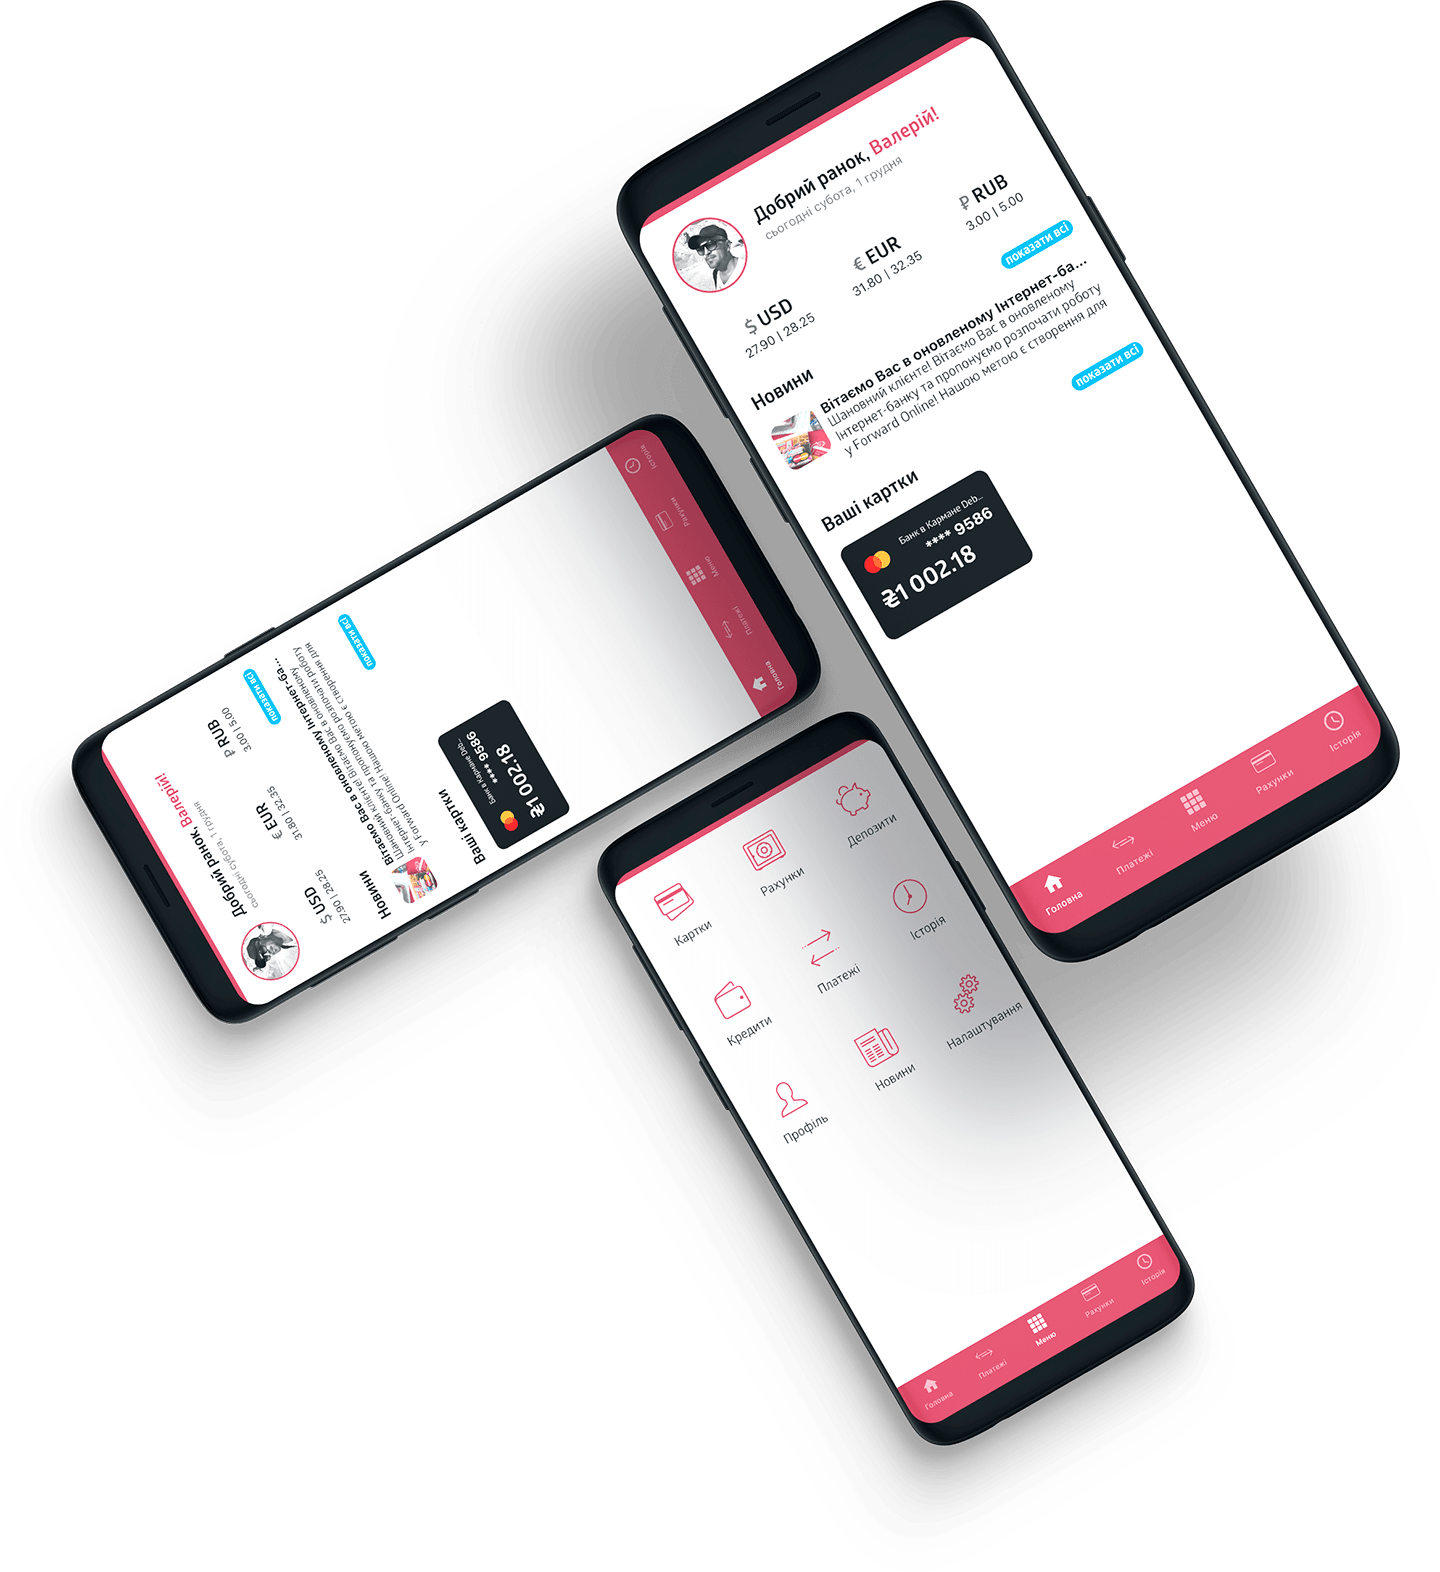 Добрий ранок, Валерій!
сьогодні субота, 1 грудня
$ USD
27.90 | 28.25
€ EUR
31.80 | 32.35
₽ RUB
3.00 | 5.00
Новини
показати всі
Вітаємо Вас в оновленому Інтернет-ба...
Шановний клієнте! Вітаємо Вас в оновленому
Інтернет-банку та пропонуємо розпочати роботу
у Forward Online! Нашою метою є створення для
Ваші картки
показати всі
Банк в Кармане Deb...
**** 9586
₴1 002.18
Головна
Платежі
Меню
Рахунки
Історія
Добрий ранок, Валерій!
сьогодні субота, 1 грудня
$ USD
27.90 | 28.25
€ EUR
31.80 | 32.35
₽ RUB
3.00 | 5.00
Новини
показати всі
Вітаємо Вас в оновленому Інтернет-ба...
Шановний клієнте! Вітаємо Вас в оновленому
Інтернет-банку та пропонуємо розпочати роботу
у Forward Online! Нашою метою є створення для
Ваші картки
показати всі
Банк в Кармане Deb...
**** 9586
₴1 002.18
Головна
Платежі
Меню
Рахунки
Історія
Картки
Рахунки
Депозити
Кредити
Платежі
Історія
Профіль
Новини
Налаштування
Головна
Платежі
Меню
Рахунки
Історія